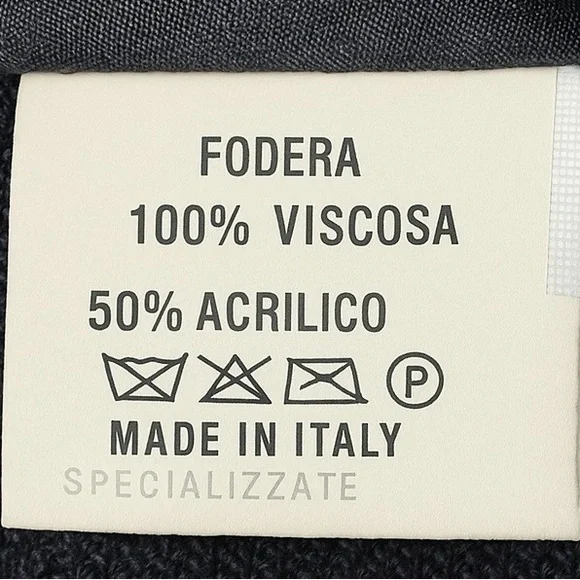 FODERA
100% VISCOSA
50% ACRILICO
P
MADE IN ITALY
SPECIALIZZATE